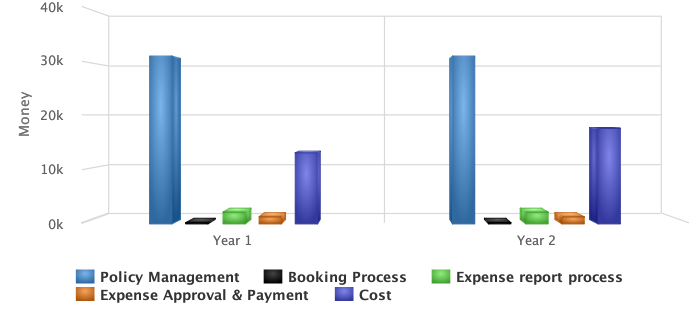 40k
30k
20k
10k
0k
Money
Year 1
Year 2
Policy Management
Booking Process
Expense report process
Expense Approval & Payment
Cost